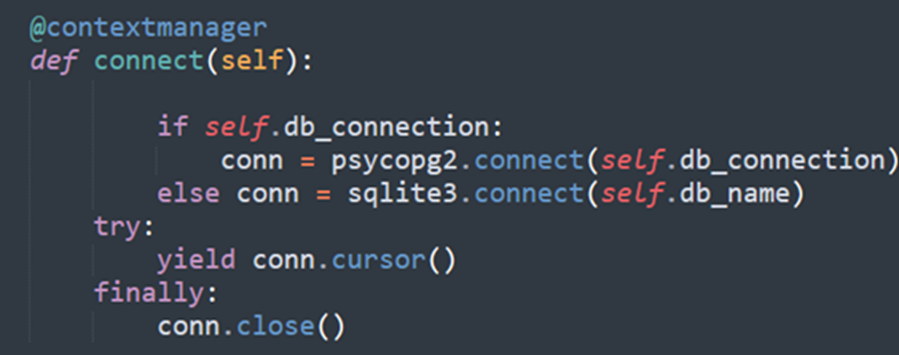 @contextmanager
def connect(self):
if self.db_connection:
conn = psycopg2.connect(self.db_connection)
else conn = sqlite3.connect(self.db_name)
try:
yield conn.cursor()
finally:
conn.close()